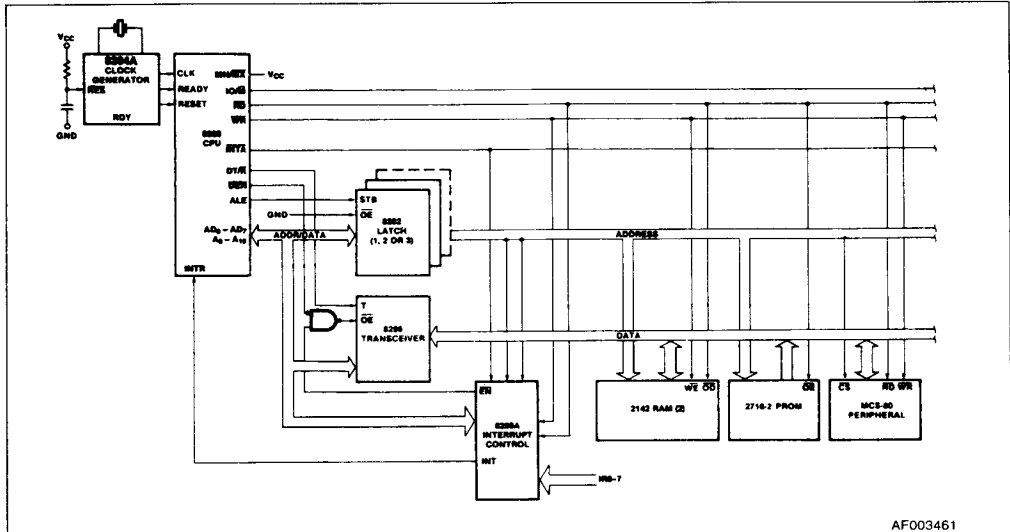 VCC
8284A
CLOCK
GENERATOR
RES
RDY
GND
CLK
READY
RESET
8088
CPU
MN/MX
VCC
IO/M
RD
WR
INTA
DT/R
DEN
ALE
AD0 – AD7
A8 – A19
INTR
GND
ADDR/DATA
STB
OE
8282
LATCH
(1, 2 OR 3)
ADDRESS
T
OE
8286
TRANSCEIVER
DATA
EN
8259A
INTERRUPT
CONTROL
INT
IR0-7
WE OD
2142 RAM (2)
OE
2716-2 PROM
CS RD WR
MCS-80
PERIPHERAL
AF003461